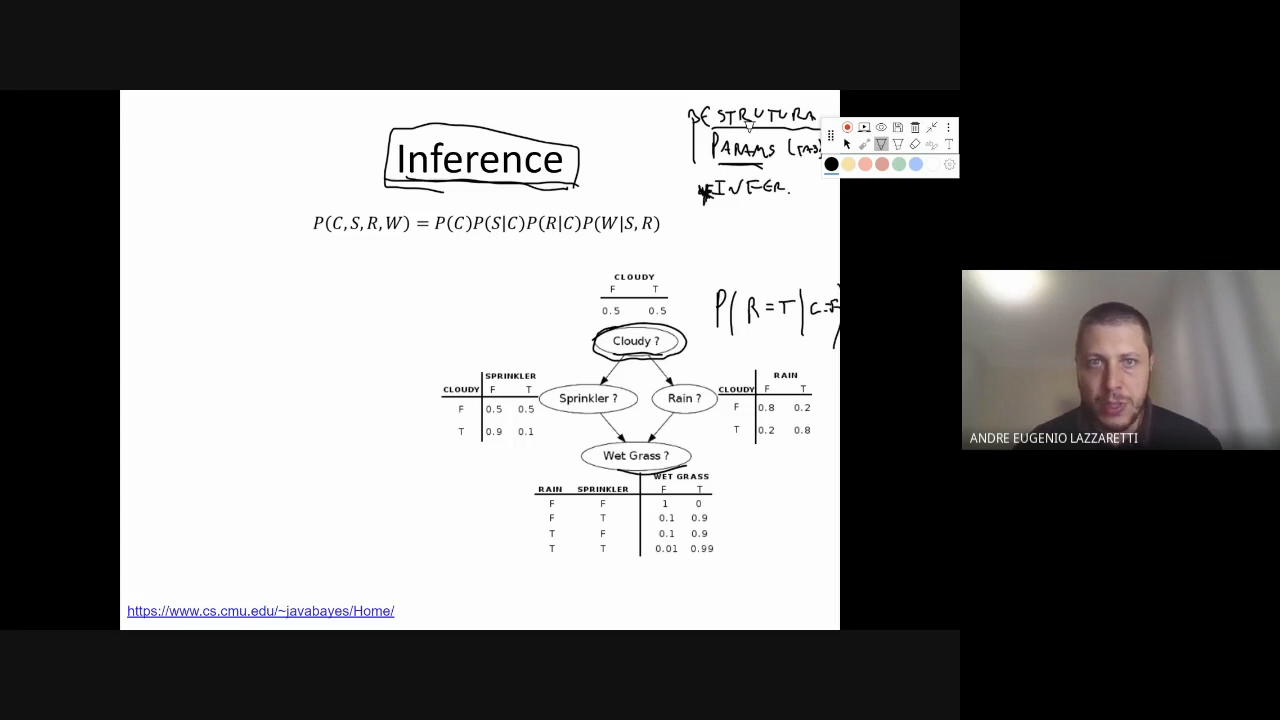 Inference
ESTRUTURA
PARAMS (TAB
INFER.
P(C, S, R, W) = P(C)P(S|C)P(R|C)P(W|S, R)
CLOUDY
F T
0.5 0.5
P(R=T|C=F)
Cloudy ?
SPRINKLER
CLOUDY F T
F 0.5 0.5
T 0.9 0.1
Sprinkler ?
Rain ?
RAIN
CLOUDY F T
F 0.8 0.2
T 0.2 0.8
Wet Grass ?
WET GRASS
RAIN SPRINKLER F T
F F 1 0
F T 0.1 0.9
T F 0.1 0.9
T T 0.01 0.99
https://www.cs.cmu.edu/~javabayes/Home/
ANDRE EUGENIO LAZZARETTI